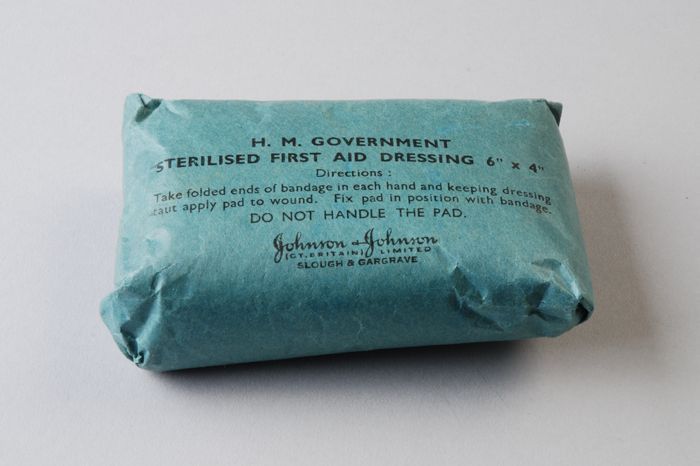 H. M. GOVERNMENT
STERILISED FIRST AID DRESSING 6" x 4"
Directions :
Take folded ends of bandage in each hand and keeping dressing
taut apply pad to wound. Fix pad in position with bandage.
DO NOT HANDLE THE PAD.
Johnson & Johnson
(GT. BRITAIN) LIMITED
SLOUGH & GARGRAVE